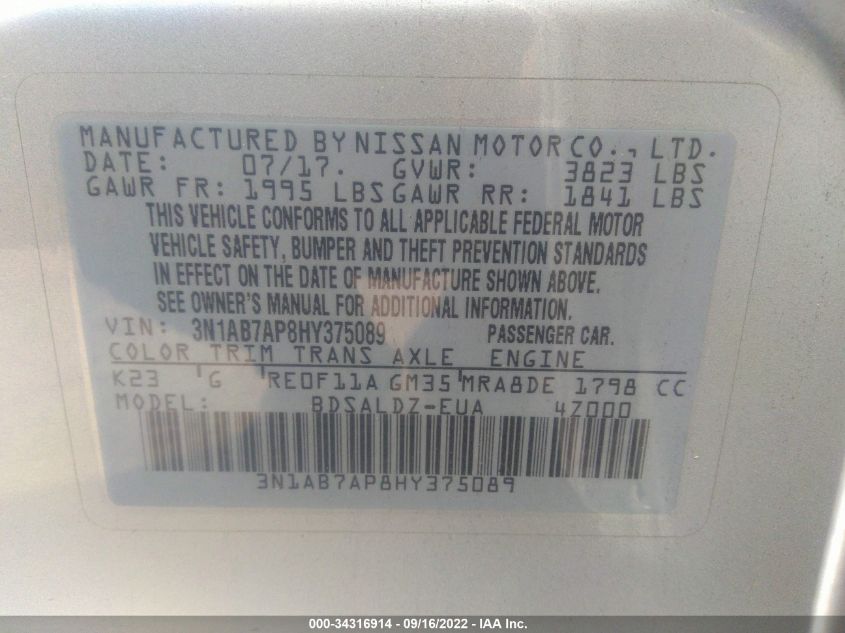 MANUFACTURED BY NISSAN MOTOR CO., LTD.
DATE: 07/17. GVWR: 3823 LBS
GAWR FR: 1995 LBS GAWR RR: 1841 LBS
THIS VEHICLE CONFORMS TO ALL APPLICABLE FEDERAL MOTOR
VEHICLE SAFETY, BUMPER AND THEFT PREVENTION STANDARDS
IN EFFECT ON THE DATE OF MANUFACTURE SHOWN ABOVE.
SEE OWNER'S MANUAL FOR ADDITIONAL INFORMATION.
VIN: 3N1AB7AP8HY375089 PASSENGER CAR.
COLOR TRIM TRANS AXLE ENGINE
K23 G RE0F11A GM35 MRA8DE 1798 CC
MODEL: BDSALDZ-EUA 4Z000
3N1AB7AP8HY375089
000-34316914 - 09/16/2022 - IAA Inc.